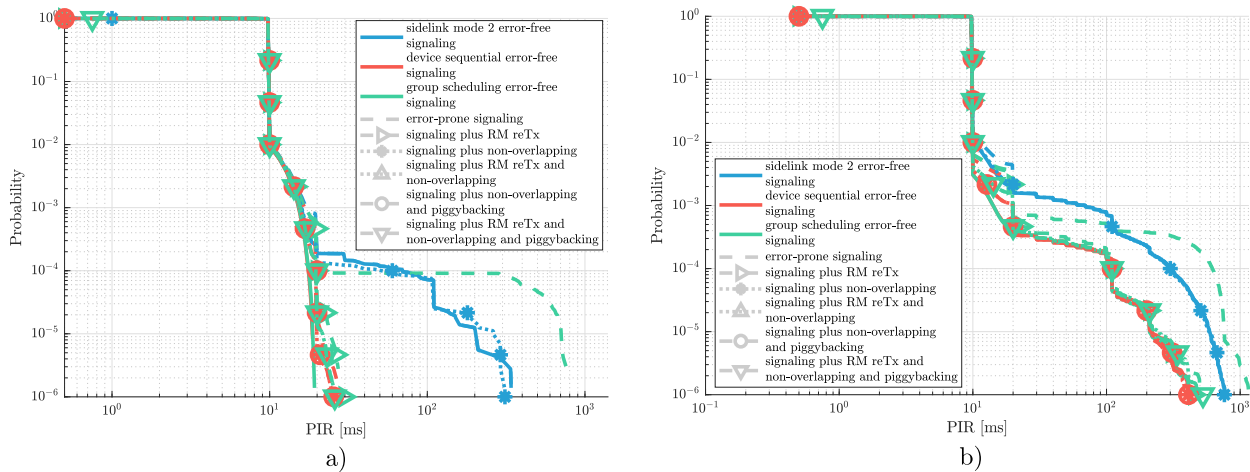 10^0
10^-1
10^-2
10^-3
10^-4
10^-5
10^-6
Probability
10^0
10^1
10^2
10^3
PIR [ms]
sidelink mode 2 error-free
signaling
device sequential error-free
signaling
group scheduling error-free
signaling
error-prone signaling
signaling plus RM reTx
signaling plus non-overlapping
signaling plus RM reTx and
non-overlapping
signaling plus non-overlapping
and piggybacking
signaling plus RM reTx and
non-overlapping and piggybacking
a)
10^0
10^-1
10^-2
10^-3
10^-4
10^-5
10^-6
Probability
10^-1
10^0
10^1
10^2
10^3
PIR [ms]
sidelink mode 2 error-free
signaling
device sequential error-free
signaling
group scheduling error-free
signaling
error-prone signaling
signaling plus RM reTx
signaling plus non-overlapping
signaling plus RM reTx and
non-overlapping
signaling plus non-overlapping
and piggybacking
signaling plus RM reTx and
non-overlapping and piggybacking
b)